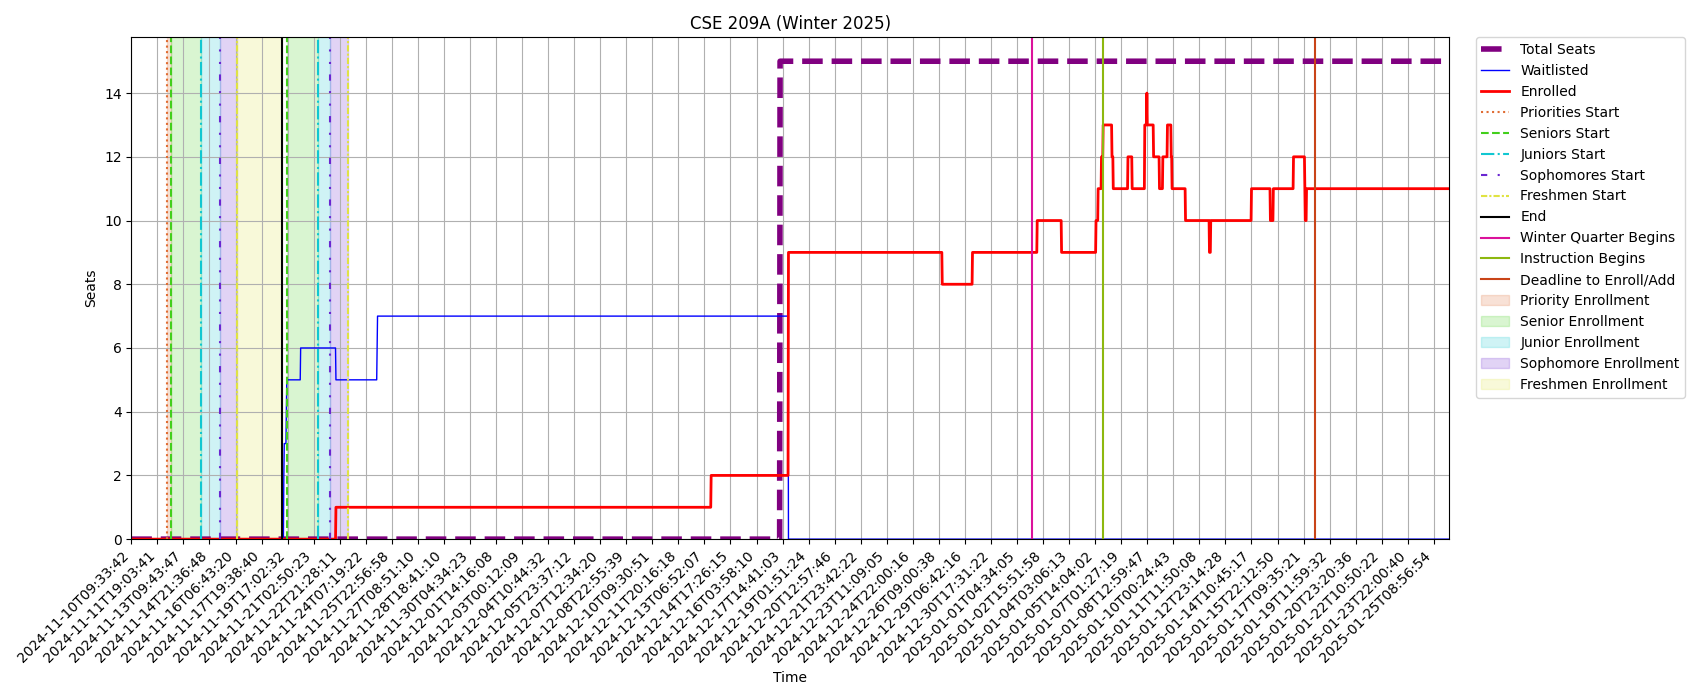 CSE 209A (Winter 2025)
Total Seats
Waitlisted
Enrolled
Priorities Start
Seniors Start
Juniors Start
Sophomores Start
Freshmen Start
End
Winter Quarter Begins
Instruction Begins
Deadline to Enroll/Add
Priority Enrollment
Senior Enrollment
Junior Enrollment
Sophomore Enrollment
Freshmen Enrollment
Seats
14
12
10
8
6
4
2
0
2024-11-10T09:33:42
2024-11-11T19:03:41
2024-11-13T09:43:47
2024-11-14T21:36:48
2024-11-16T06:43:20
2024-11-17T19:38:40
2024-11-19T17:02:32
2024-11-21T02:50:23
2024-11-22T21:28:11
2024-11-24T07:19:22
2024-11-25T22:56:58
2024-11-27T08:51:10
2024-11-28T18:41:10
2024-11-30T04:34:23
2024-12-01T14:16:08
2024-12-03T00:12:09
2024-12-04T10:44:32
2024-12-05T23:37:12
2024-12-07T12:34:20
2024-12-08T22:55:39
2024-12-10T09:30:51
2024-12-11T20:16:18
2024-12-13T06:52:07
2024-12-14T17:26:15
2024-12-16T03:58:10
2024-12-17T14:41:03
2024-12-19T01:51:24
2024-12-20T12:57:46
2024-12-21T23:42:22
2024-12-23T11:09:05
2024-12-24T22:00:16
2024-12-26T09:00:38
2024-12-29T06:42:16
2024-12-30T17:31:22
2025-01-01T04:34:05
2025-01-02T15:51:58
2025-01-04T03:06:13
2025-01-05T14:04:02
2025-01-07T01:27:19
2025-01-08T12:59:47
2025-01-10T00:24:43
2025-01-11T11:50:08
2025-01-12T23:14:28
2025-01-14T10:45:17
2025-01-15T22:12:50
2025-01-17T09:35:21
2025-01-19T11:59:32
2025-01-20T23:20:36
2025-01-22T10:50:22
2025-01-23T22:00:40
2025-01-25T08:56:54
Time